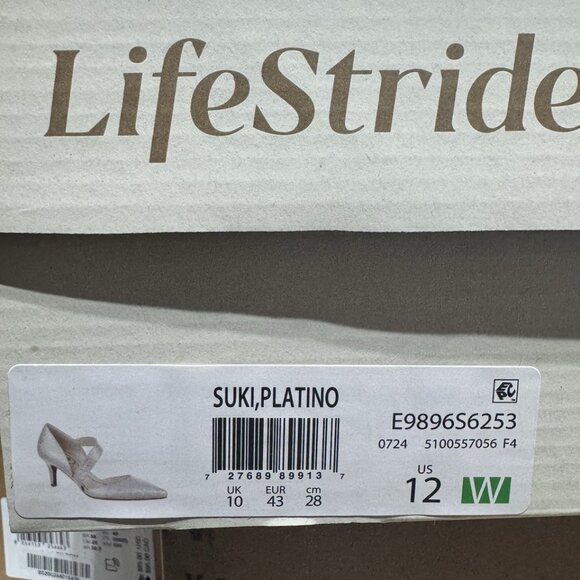 LifeStride
SUKI,PLATINO
E9896S6253
0724 5100557056 F4
7 27689 89913 7
UK EUR cm
10 43 28
US
12 W